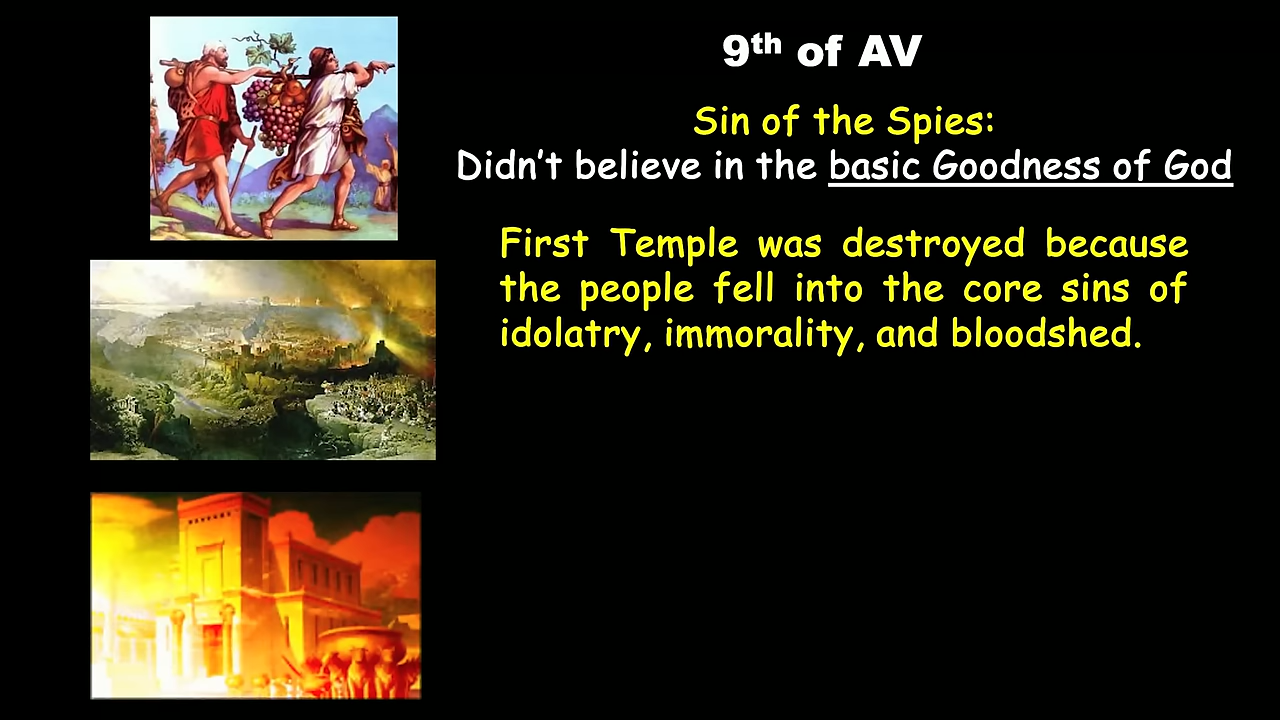 9th of AV
Sin of the Spies:
Didn't believe in the basic Goodness of God
First Temple was destroyed because
the people fell into the core sins of
idolatry, immorality, and bloodshed.